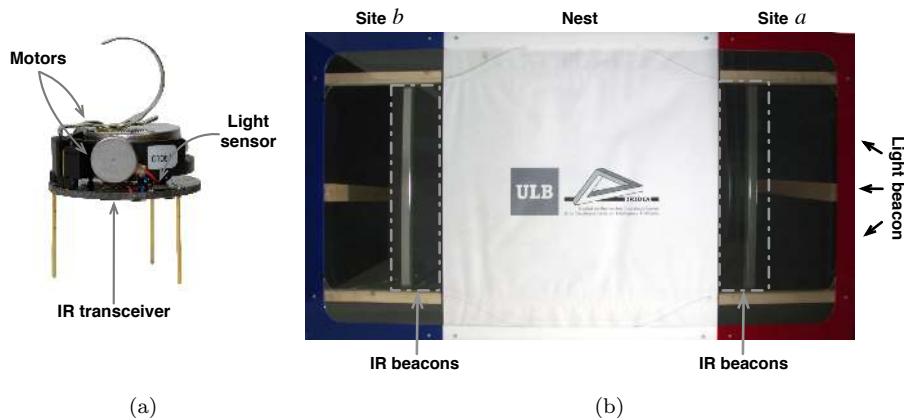 Site b
Nest
Site a
Motors
Light
sensor
IR transceiver
ULB
IRIDIA
Light beacon
IR beacons
IR beacons
(a)
(b)